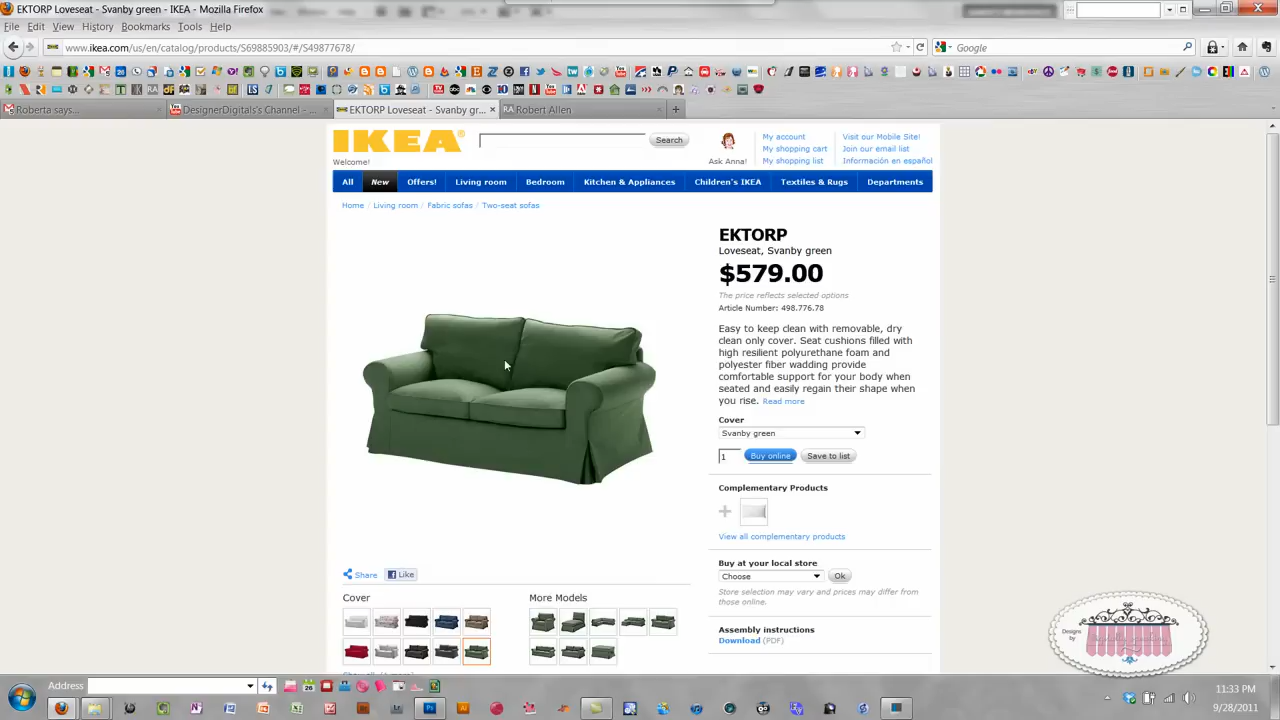 EKTORP Loveseat - Svanby green - IKEA - Mozilla Firefox
File Edit View History Bookmarks Tools Help
www.ikea.com/us/en/catalog/products/S69885903/#/S49877678/
Google
Roberta says...
DesignerDigitals's Channel - ...
EKTORP Loveseat - Svanby gr...
RA Robert Allen
IKEA®
Search
Welcome!
Ask Anna!
My account
My shopping cart
My shopping list
Visit our Mobile Site!
Join our email list
Información en español
All New Offers! Living room Bedroom Kitchen & Appliances Children's IKEA Textiles & Rugs Departments
Home / Living room / Fabric sofas / Two-seat sofas
EKTORP
Loveseat, Svanby green
$579.00
The price reflects selected options
Article Number: 498.776.78
Easy to keep clean with removable, dry
clean only cover. Seat cushions filled with
high resilient polyurethane foam and
polyester fiber wadding provide
comfortable support for your body when
seated and easily regain their shape when
you rise. Read more
Cover
Svanby green
1 Buy online Save to list
Complementary Products
View all complementary products
Buy at your local store
Choose Ok
Store selection may vary and prices may differ from
those online.
Assembly instructions
Download (PDF)
Share Like
Cover
More Models
Designs
by
Address
11:33 PM
9/28/2011